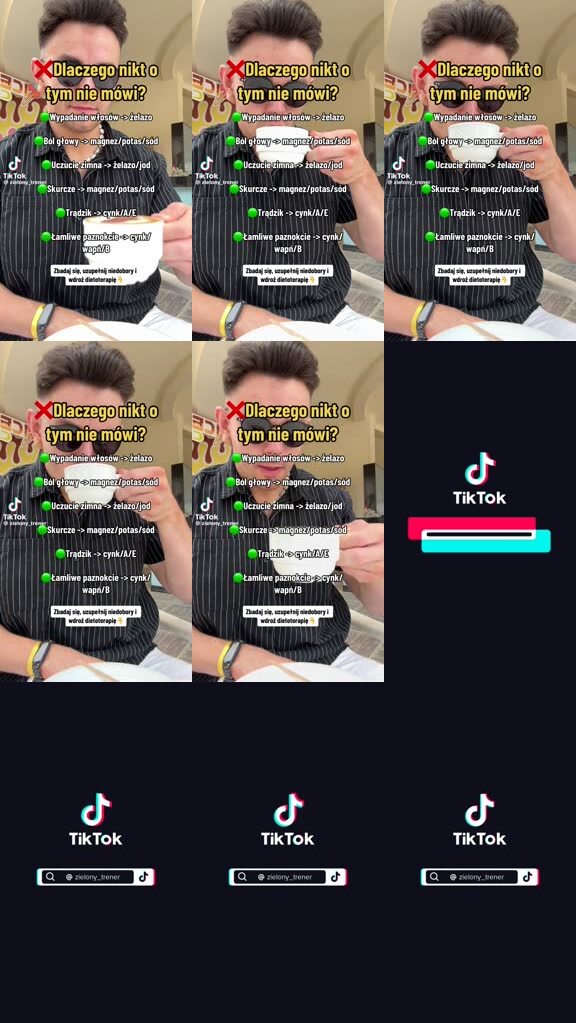 ❌Dlaczego nikt o
tym nie mówi?
🟢Wypadanie włosów -> żelazo
🟢Ból głowy -> magnez/potas/sód
🟢Uczucie zimna -> żelazo/jod
🟢Skurcze -> magnez/potas/sód
🟢Trądzik -> cynk/A/E
🟢Łamliwe paznokcie -> cynk/
wapń/B
Zbadaj się, uzupełnij niedobory i
wdroż dietoterapię👇
TikTok
@ zielony_trener
❌Dlaczego nikt o
tym nie mówi?
🟢Wypadanie włosów -> żelazo
🟢Ból głowy -> magnez/potas/sód
🟢Uczucie zimna -> żelazo/jod
🟢Skurcze -> magnez/potas/sód
🟢Trądzik -> cynk/A/E
🟢Łamliwe paznokcie -> cynk/
wapń/B
Zbadaj się, uzupełnij niedobory i
wdroż dietoterapię👇
TikTok
@ zielony_trener
❌Dlaczego nikt o
tym nie mówi?
🟢Wypadanie włosów -> żelazo
🟢Ból głowy -> magnez/potas/sód
🟢Uczucie zimna -> żelazo/jod
🟢Skurcze -> magnez/potas/sód
🟢Trądzik -> cynk/A/E
🟢Łamliwe paznokcie -> cynk/
wapń/B
Zbadaj się, uzupełnij niedobory i
wdroż dietoterapię👇
TikTok
@ zielony_trener
❌Dlaczego nikt o
tym nie mówi?
🟢Wypadanie włosów -> żelazo
🟢Ból głowy -> magnez/potas/sód
🟢Uczucie zimna -> żelazo/jod
🟢Skurcze -> magnez/potas/sód
🟢Trądzik -> cynk/A/E
🟢Łamliwe paznokcie -> cynk/
wapń/B
Zbadaj się, uzupełnij niedobory i
wdroż dietoterapię👇
TikTok
@ zielony_trener
❌Dlaczego nikt o
tym nie mówi?
🟢Wypadanie włosów -> żelazo
🟢Ból głowy -> magnez/potas/sód
🟢Uczucie zimna -> żelazo/jod
🟢Skurcze -> magnez/potas/sód
🟢Trądzik -> cynk/A/E
🟢Łamliwe paznokcie -> cynk/
wapń/B
Zbadaj się, uzupełnij niedobory i
wdroż dietoterapię👇
TikTok
@ zielony_trener
TikTok
TikTok
@ zielony_trener
TikTok
@ zielony_trener
TikTok
@ zielony_trener